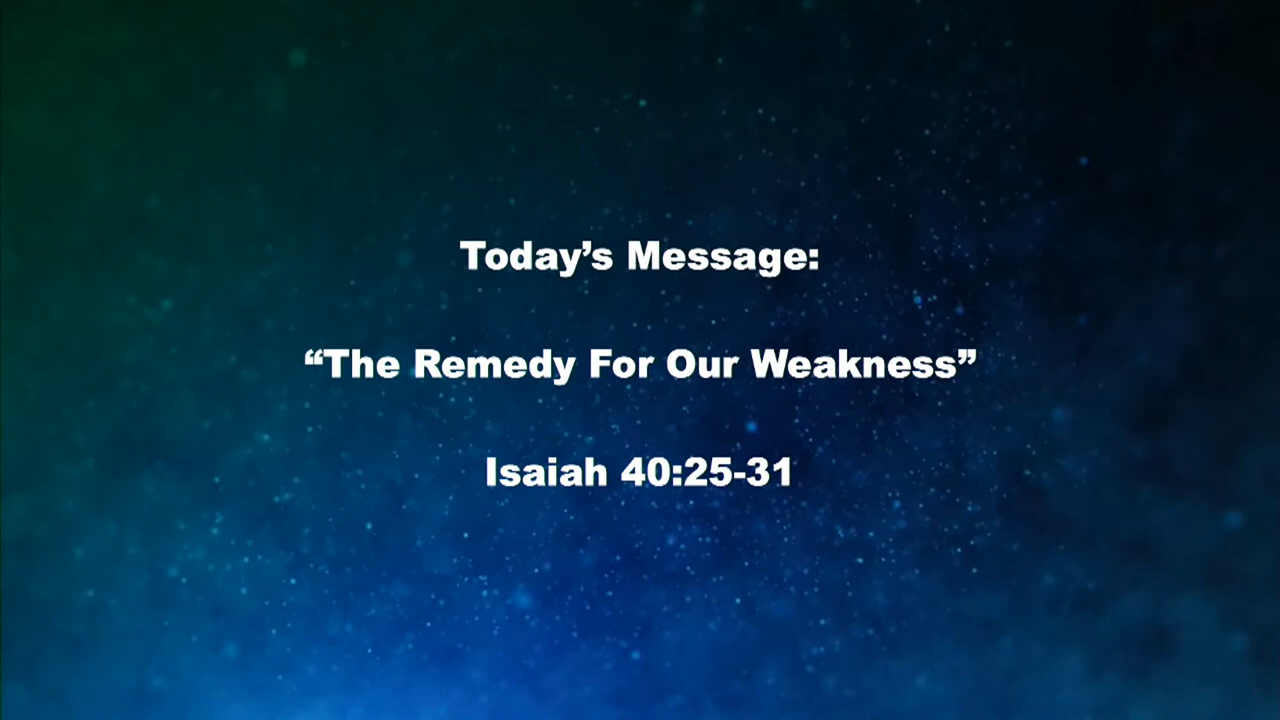 Today’s Message:
“The Remedy For Our Weakness”
Isaiah 40:25-31